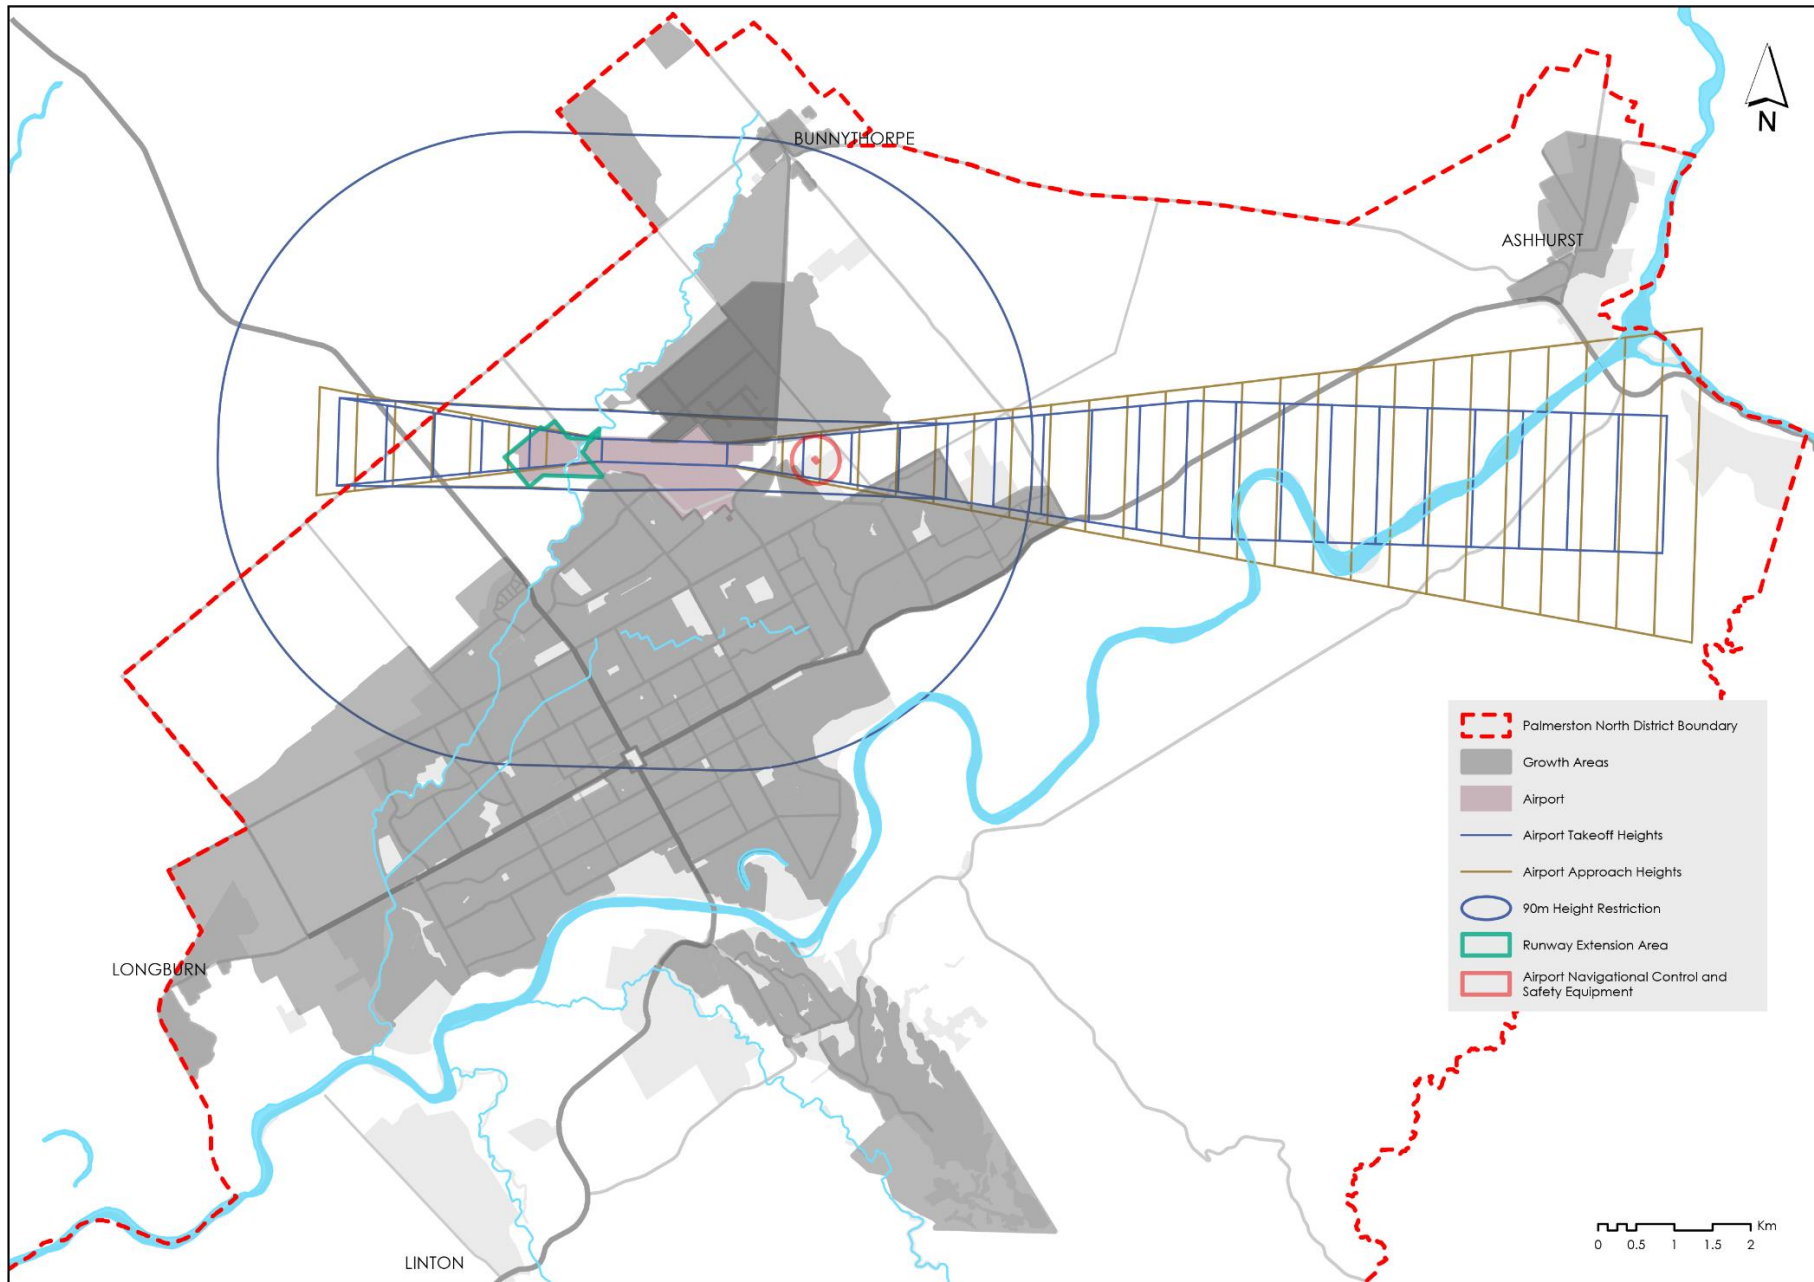 BUNNYTHORPE
N
ASHHURST
Palmerston North District Boundary
Growth Areas
Airport
Airport Takeoff Heights
Airport Approach Heights
90m Height Restriction
Runway Extension Area
Airport Navigational Control and
Safety Equipment
LONGBURN
LINTON
Km
0 0.5 1 1.5 2